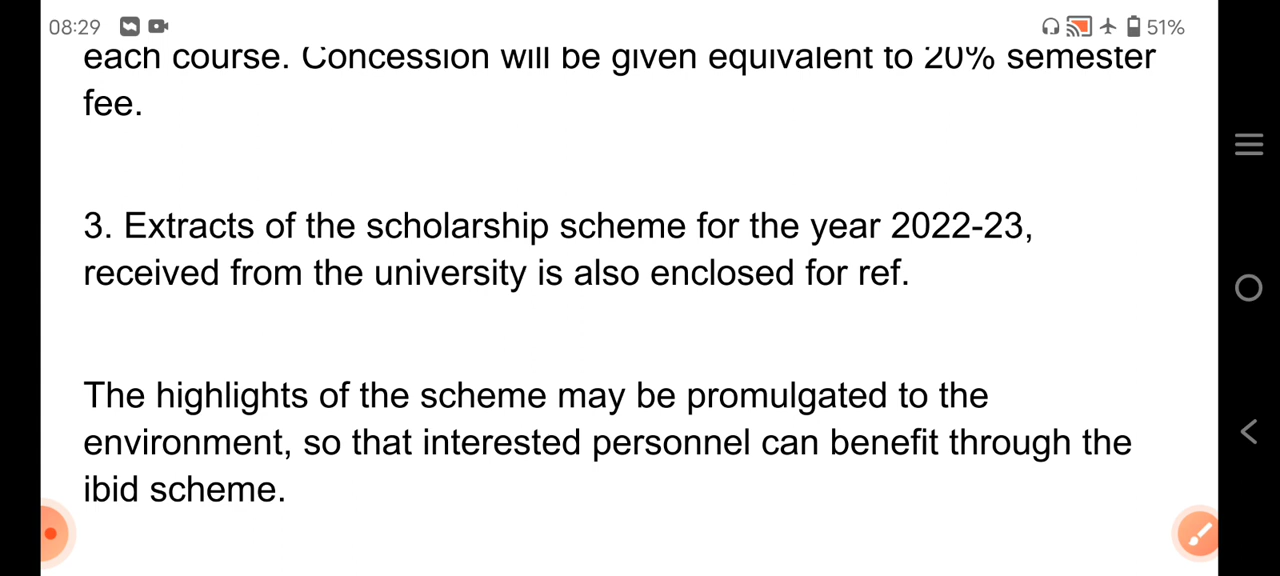 08:29
51%
each course. Concession will be given equivalent to 20% semester
fee.
3. Extracts of the scholarship scheme for the year 2022-23,
received from the university is also enclosed for ref.
The highlights of the scheme may be promulgated to the
environment, so that interested personnel can benefit through the
ibid scheme.